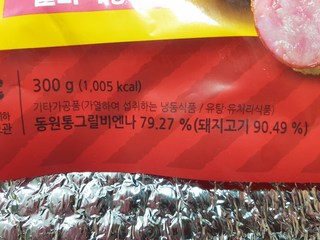 300 g (1,005 kcal)
기타가공품(가열하여 섭취하는 냉동식품 / 유탕 유처리식품)
동원통그릴비엔나 79.27 %(돼지고기 90.49 %)